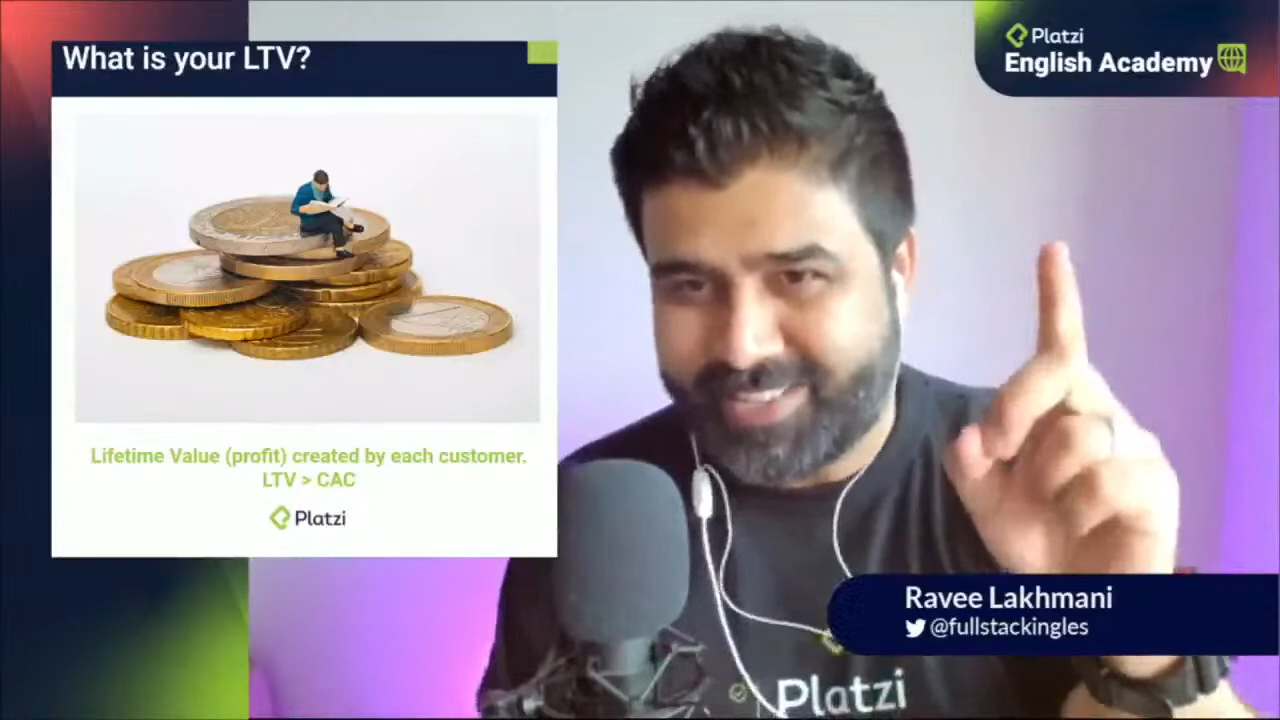 What is your LTV?
Lifetime Value (profit) created by each customer.
LTV > CAC
Platzi
Platzi
English Academy
Ravee Lakhmani
@fullstackingles
Platzi